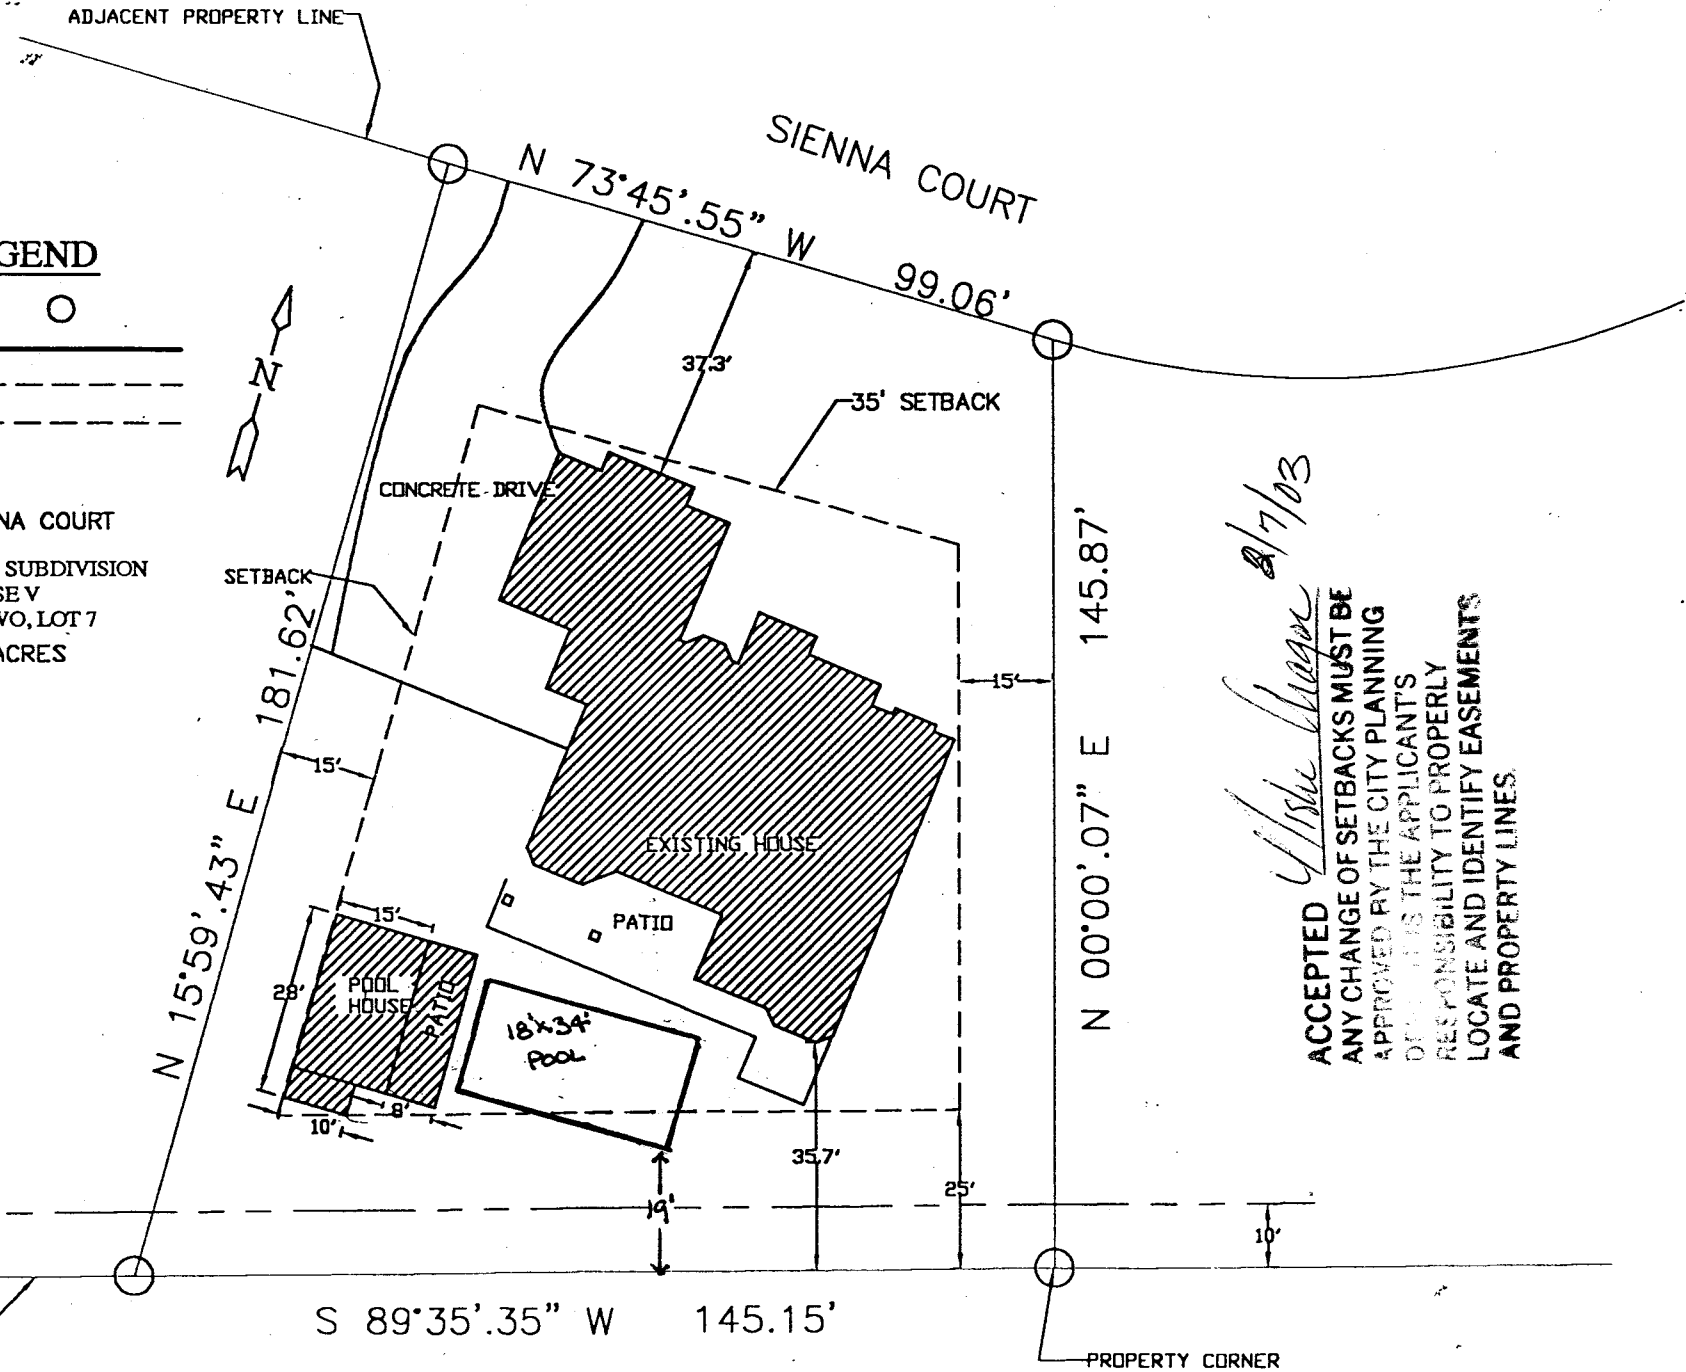 ADJACENT PROPERTY LINE
SIENNA COURT
N 73°45'.55" W 99.06'
GEND
N
37.3'
35' SETBACK
CONCRETE DRIVE
NA COURT
SUBDIVISION
SE V
WO, LOT 7
ACRES
SETBACK
N 15°59'.43" E 181.62'
15'
15'
N 00°00'.07" E 145.87'
EXISTING HOUSE
PATIO
15'
28'
POOL
HOUSE
PATIO
18'x34'
POOL
8'
10'
35.7'
19'
25'
10'
S 89°35'.35" W 145.15'
PROPERTY CORNER
8/7/03
ACCEPTED
ANY CHANGE OF SETBACKS MUST BE
APPROVED BY THE CITY PLANNING
THE APPLICANT'S
RESPONSIBILITY TO PROPERLY
LOCATE AND IDENTIFY EASEMENTS
AND PROPERTY LINES.